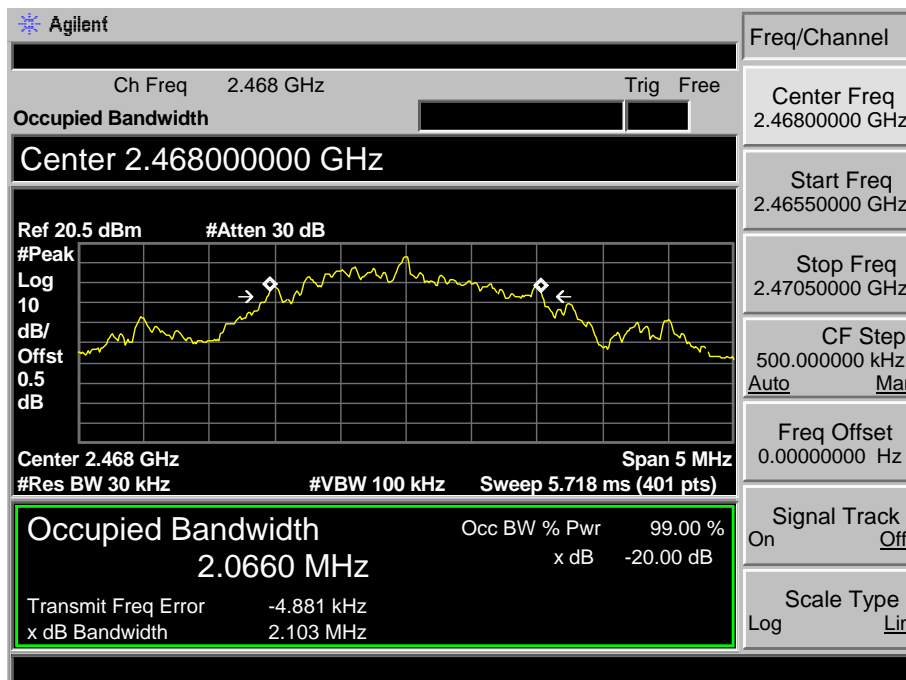 Agilent
Freq/Channel
Ch Freq 2.468 GHz Trig Free
Occupied Bandwidth
Center 2.468000000 GHz
Ref 20.5 dBm #Atten 30 dB
#Peak
Log
10
dB/
Offst
0.5
dB
Center 2.468 GHz Span 5 MHz
#Res BW 30 kHz #VBW 100 kHz Sweep 5.718 ms (401 pts)
Occupied Bandwidth Occ BW % Pwr 99.00 %
2.0660 MHz x dB -20.00 dB
Transmit Freq Error -4.881 kHz
x dB Bandwidth 2.103 MHz
Center Freq
2.46800000 GHz
Start Freq
2.46550000 GHz
Stop Freq
2.47050000 GHz
CF Step
500.000000 kHz
Auto Man
Freq Offset
0.00000000 Hz
Signal Track
On Off
Scale Type
Log Lin